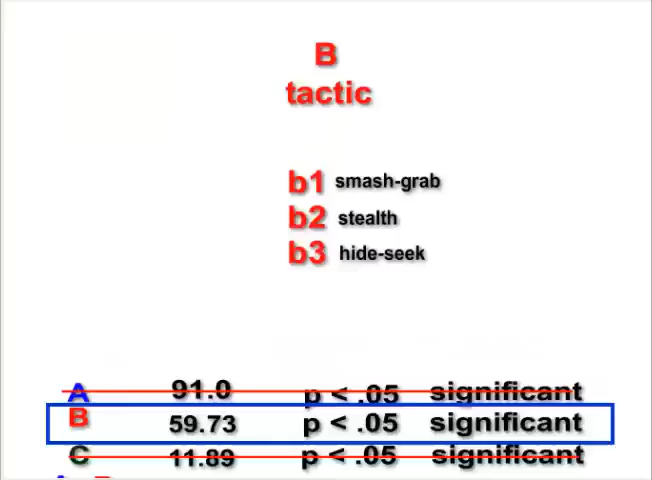 B
tactic
b1 smash-grab
b2 stealth
b3 hide-seek
A 91.0 p < .05 significant
B 59.73 p < .05 significant
C 11.89 p < .05 significant